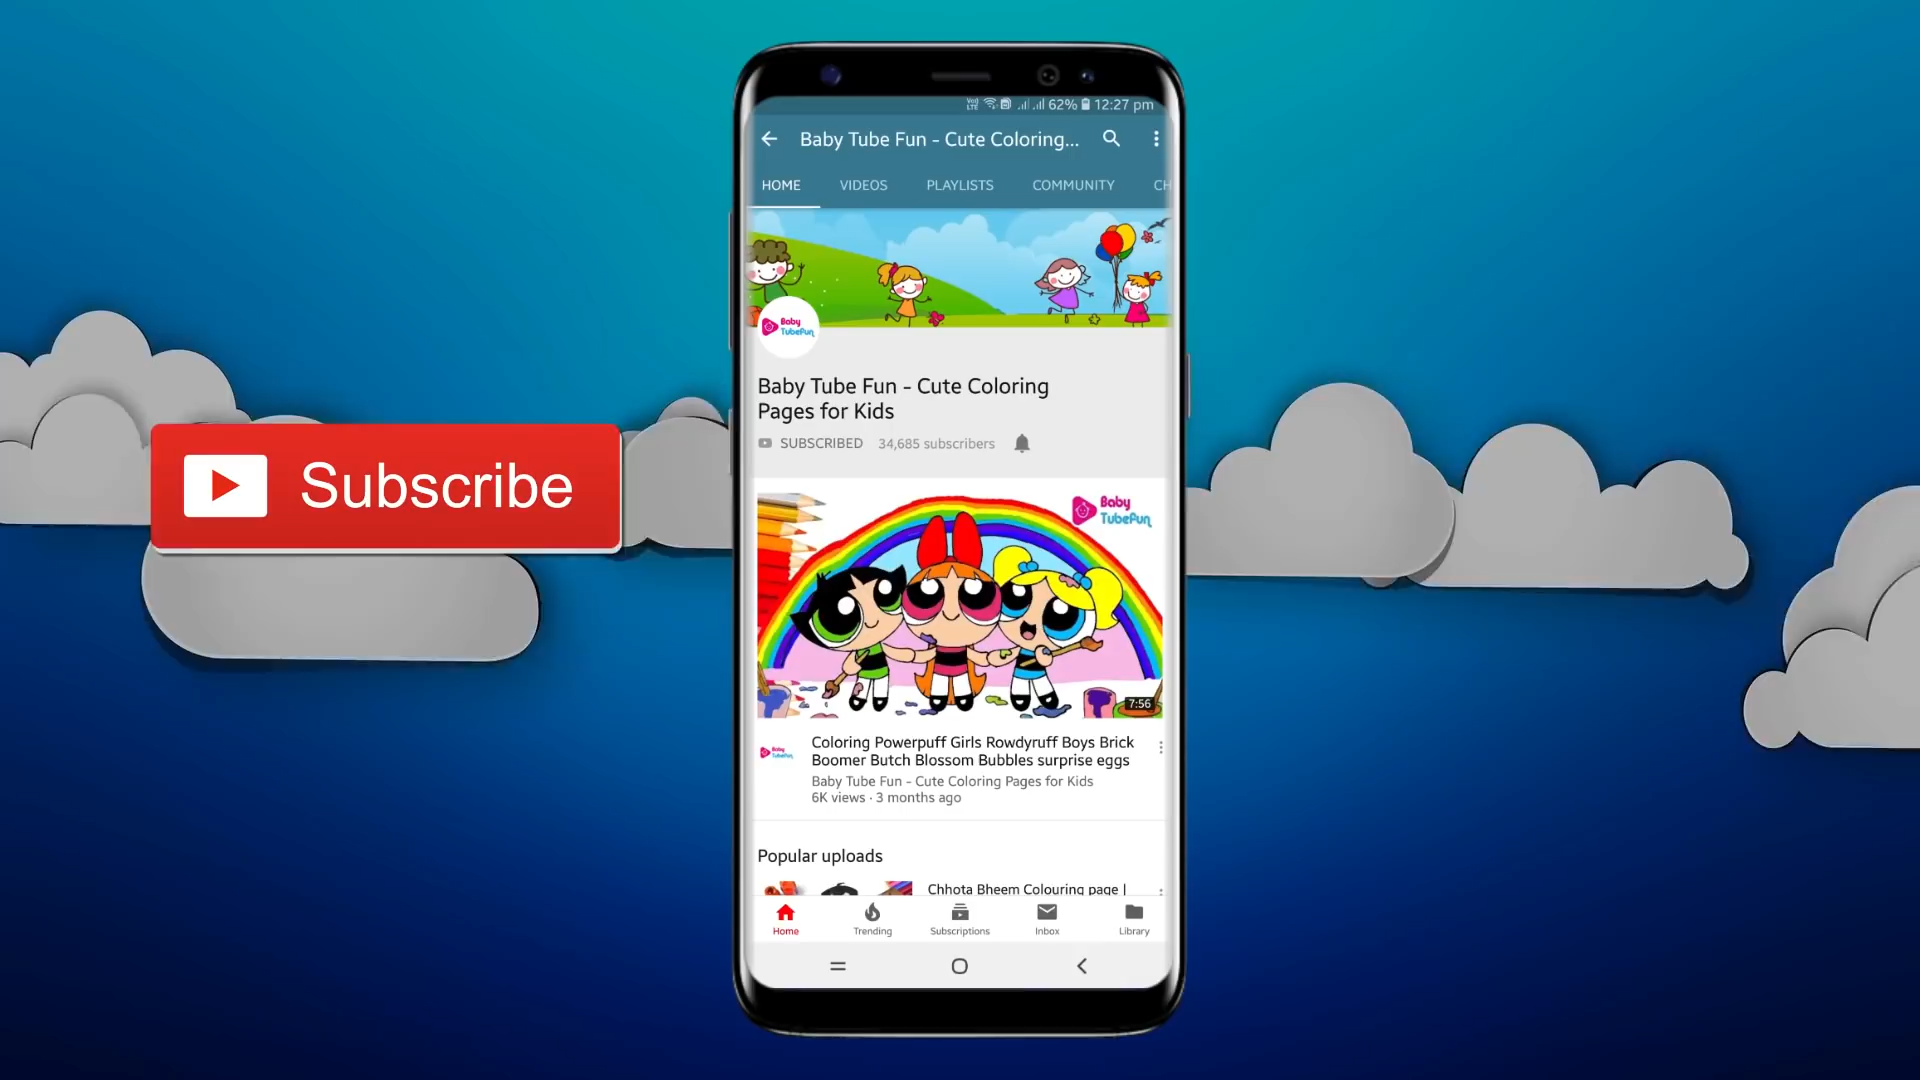 62% 12:27 pm
Baby Tube Fun - Cute Coloring...
HOME VIDEOS PLAYLISTS COMMUNITY CH
Baby TubeFun
Baby Tube Fun - Cute Coloring
Pages for Kids
SUBSCRIBED 34,685 subscribers
Subscribe
Baby
TubeFun
7:56
Baby
TubeFun
Coloring Powerpuff Girls Rowdyruff Boys Brick
Boomer Butch Blossom Bubbles surprise eggs
Baby Tube Fun - Cute Coloring Pages for Kids
6K views · 3 months ago
Popular uploads
Chhota Bheem Colouring page |
Home Trending Subscriptions Inbox Library